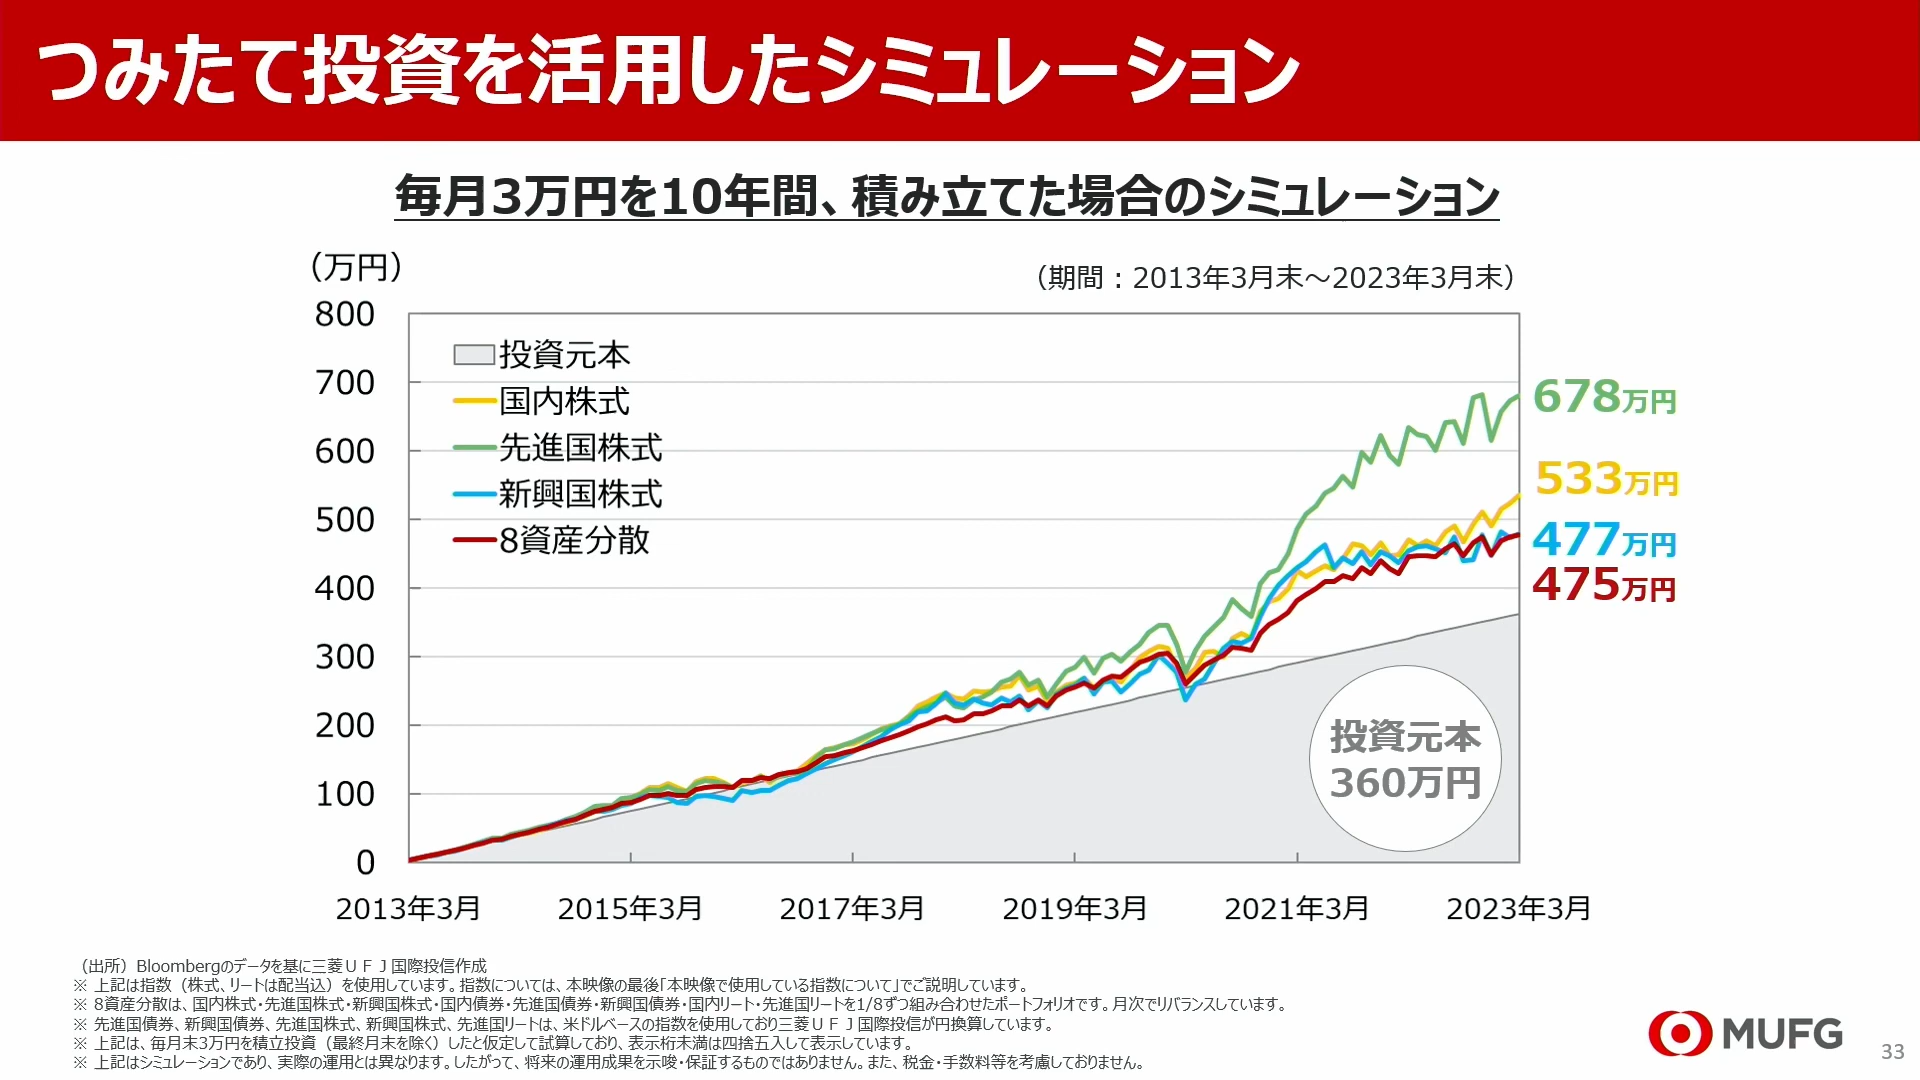 つみたて投資を活用したシミュレーション
毎月3万円を10年間、積み立てた場合のシミュレーション
（万円）
（期間：2013年3月末～2023年3月末）
800
700
600
500
400
300
200
100
0
投資元本
国内株式
先進国株式
新興国株式
8資産分散
678万円
533万円
477万円
475万円
投資元本
360万円
2013年3月
2015年3月
2017年3月
2019年3月
2021年3月
2023年3月
（出所）Bloombergのデータを基に三菱ＵＦＪ国際投信作成
※ 上記は指数（株式、リートは配当込）を使用しています。指数については、本映像の最後「本映像で使用している指数について」でご説明しています。
※ 8資産分散は、国内株式・先進国株式・新興国株式・国内債券・先進国債券・新興国債券・国内リート・先進国リートを1/8ずつ組み合わせたポートフォリオです。月次でリバランスしています。
※ 先進国債券、新興国債券、先進国株式、新興国株式、先進国リートは、米ドルベースの指数を使用しており三菱ＵＦＪ国際投信が円換算しています。
※ 上記は、毎月末3万円を積立投資（最終月末を除く）したと仮定して試算しており、表示桁未満は四捨五入して表示しています。
※ 上記はシミュレーションであり、実際の運用とは異なります。したがって、将来の運用成果を示唆・保証するものではありません。また、税金・手数料等を考慮しておりません。
MUFG
33